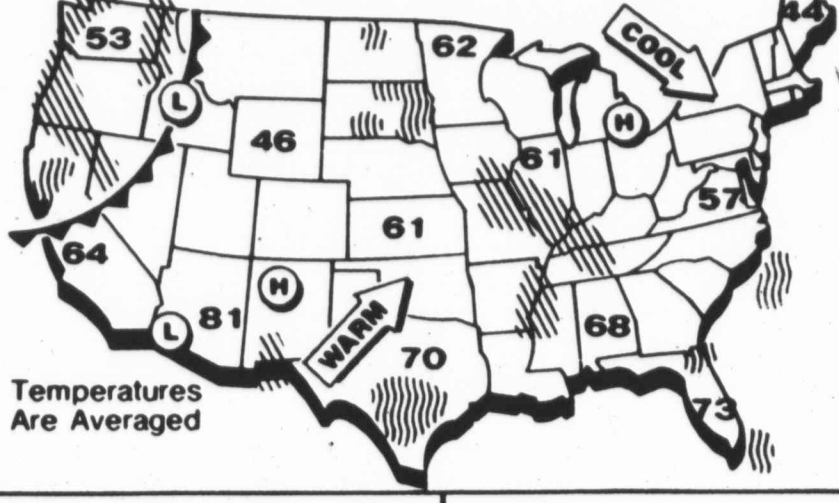 44
53
62
COOL
L
H
46
61
57
61
64
H
81
L
WARM
70
68
73
Temperatures
Are Averaged